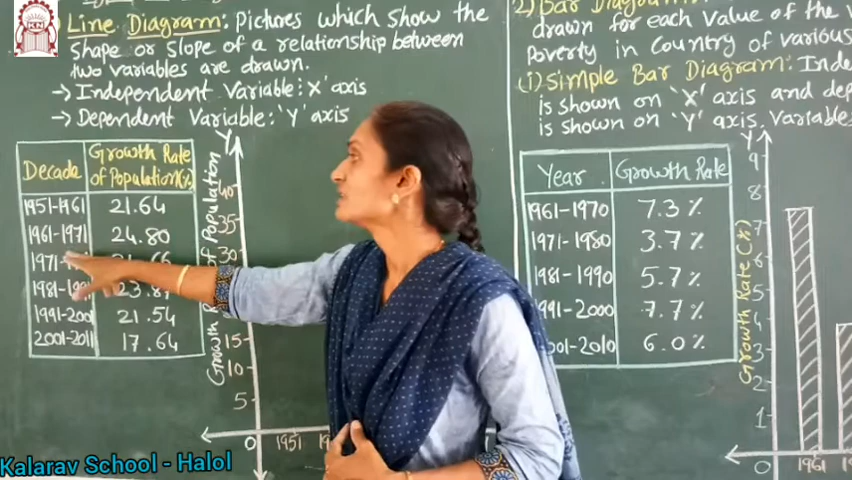 KN
1) LINE DIAGRAM: PICTURES WHICH SHOW THE
SHAPE OR SLOPE OF A RELATIONSHIP BETWEEN
TWO VARIABLES ARE DRAWN.
→ INDEPENDENT VARIABLE: 'X' AXIS
→ DEPENDENT VARIABLE: 'Y' AXIS.
DECADE GROWTH RATE OF POPULATION(%)
1951-1961 21.64
1961-1971 24.80
1971-
1981-
1991-2001 21.54
2001-2011 17.64
Y
GROWTH OF POPULATION
40
35
30
15
10
5
0
1951
2) BAR DIAGRAM:
DRAWN FOR EACH VALUE OF THE
POVERTY IN COUNTRY OF VARIOUS
(i) SIMPLE BAR DIAGRAM:
IS SHOWN ON 'X' AXIS AND
IS SHOWN ON 'Y' AXIS. VARIABLE
YEAR GROWTH RATE
1961-1970 7.3 %
1971-1980 3.7 %
1981-1990 5.7 %
1991-2000 7.7 %
2001-2010 6.0 %
Y
GROWTH RATE (%)
9
8
7
6
5
4
3
2
1
0
1961
Kalarav School - Halol